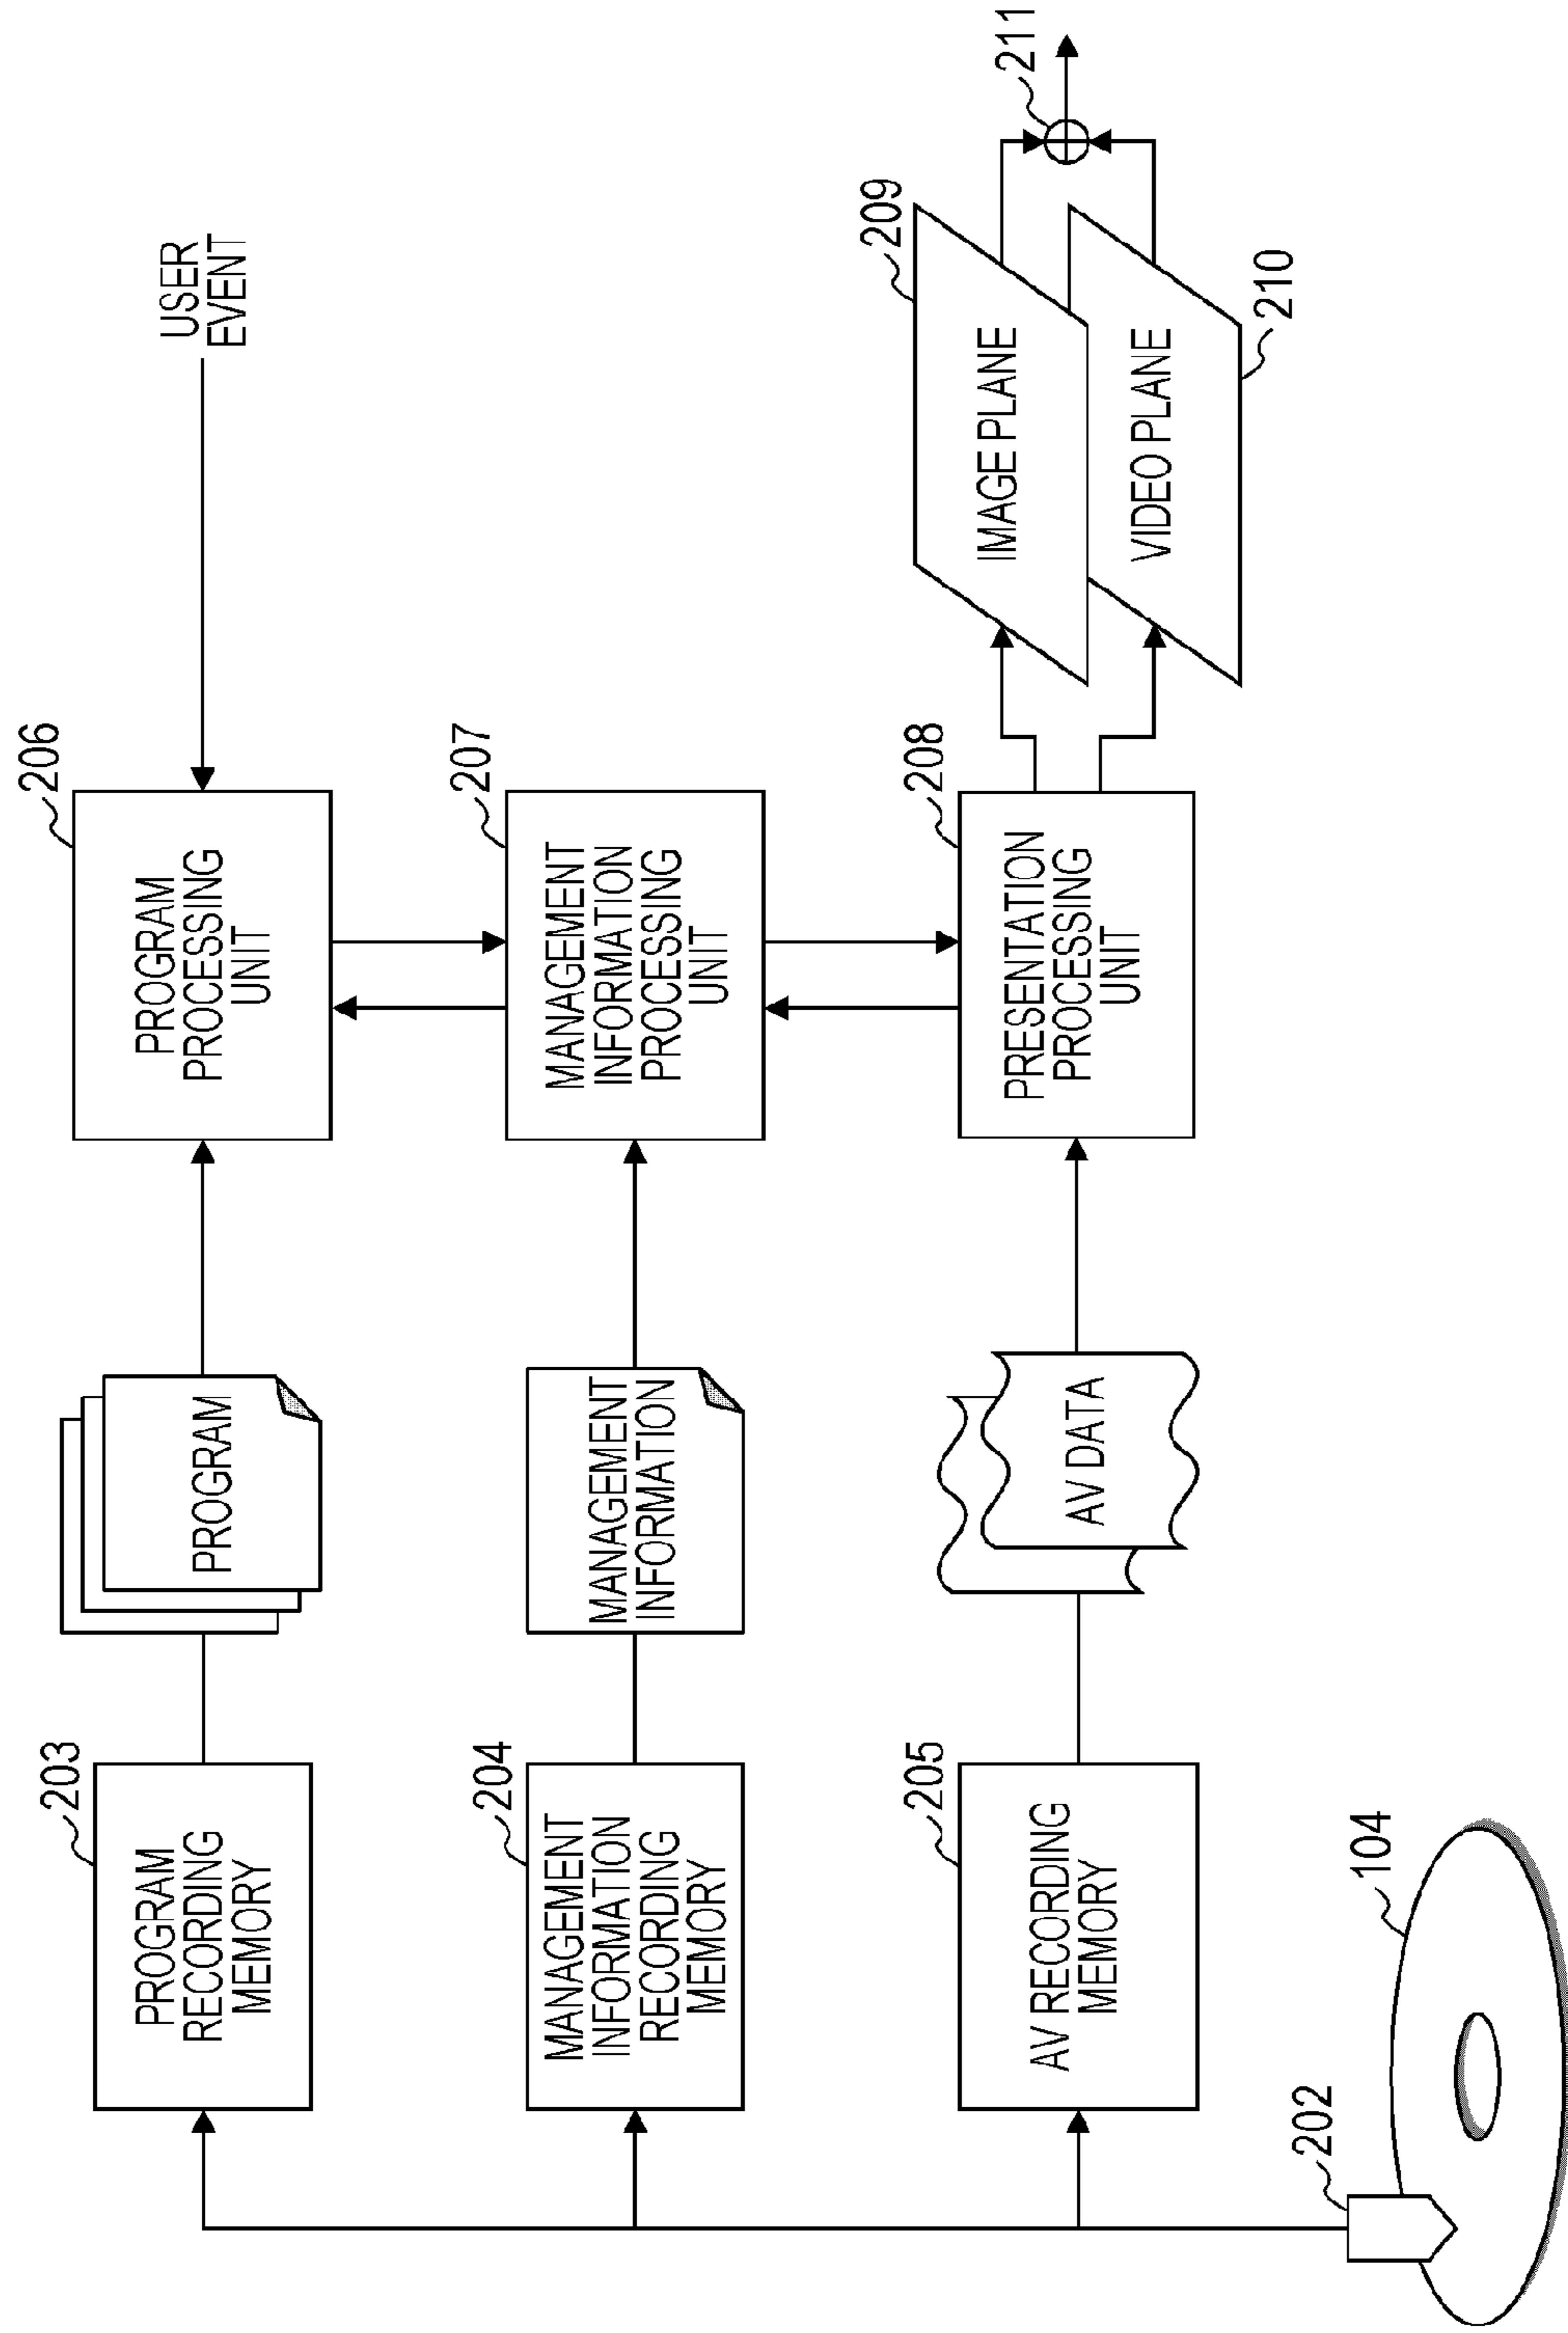 203
PROGRAM
RECORDING
MEMORY
PROGRAM
206
PROGRAM
PROCESSING
UNIT
USER
EVENT
204
MANAGEMENT
INFORMATION
RECORDING
MEMORY
MANAGEMENT
INFORMATION
207
MANAGEMENT
INFORMATION
PROCESSING
UNIT
205
AV RECORDING
MEMORY
AV DATA
208
PRESENTATION
PROCESSING
UNIT
209
IMAGE PLANE
VIDEO PLANE
210
211
202
104